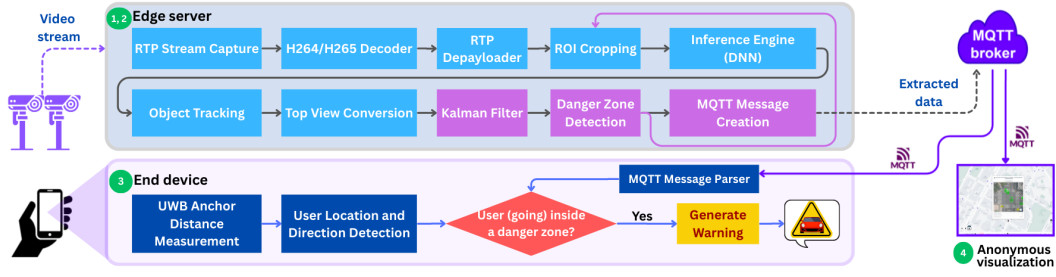 Video
stream
1, 2 Edge server
RTP Stream Capture
H264/H265 Decoder
RTP
Depayloader
ROI Cropping
Inference Engine
(DNN)
MQTT
broker
Object Tracking
Top View Conversion
Kalman Filter
Danger Zone
Detection
MQTT Message
Creation
Extracted
data
MQTT
MQTT
3 End device
MQTT Message Parser
UWB Anchor
Distance
Measurement
User Location and
Direction Detection
User (going) inside
a danger zone?
Yes
Generate
Warning
4 Anonymous
visualization